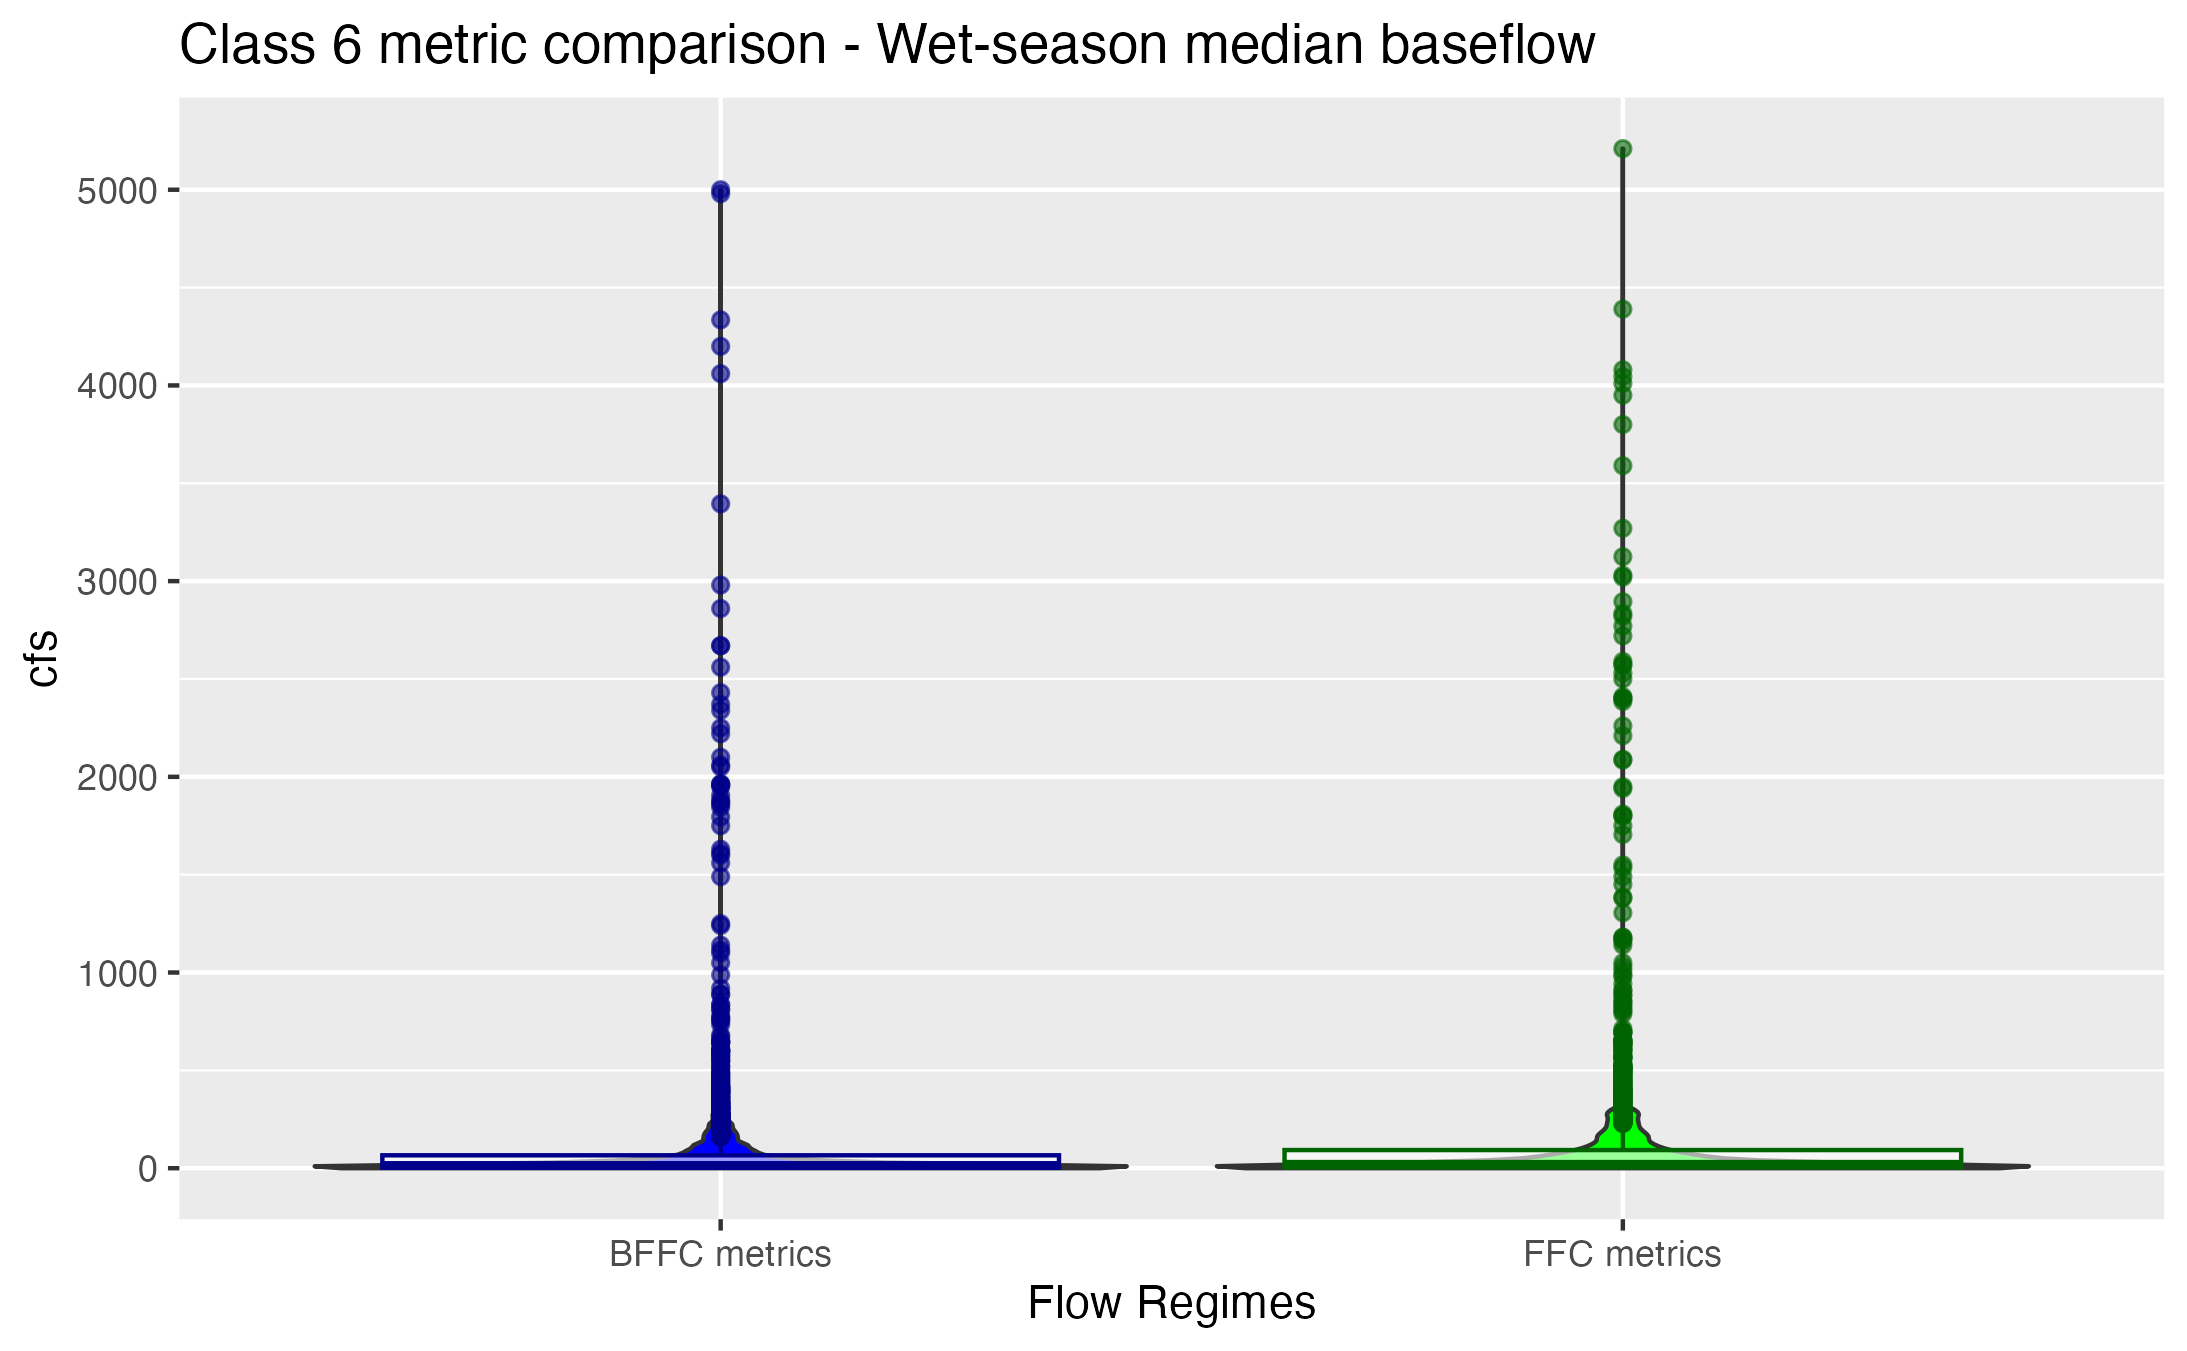 Class 6 metric comparison - Wet-season median baseflow
5000
4000
3000
2000
1000
0
cfs
BFFC metrics
FFC metrics
Flow Regimes